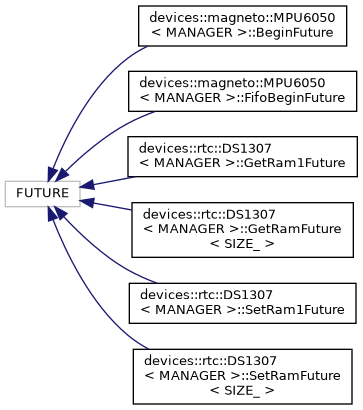 devices::magneto::MPU6050
< MANAGER >::BeginFuture
devices::magneto::MPU6050
< MANAGER >::FifoBeginFuture
devices::rtc::DS1307
< MANAGER >::GetRam1Future
FUTURE
devices::rtc::DS1307
< MANAGER >::GetRamFuture
< SIZE_ >
devices::rtc::DS1307
< MANAGER >::SetRam1Future
devices::rtc::DS1307
< MANAGER >::SetRamFuture
< SIZE_ >